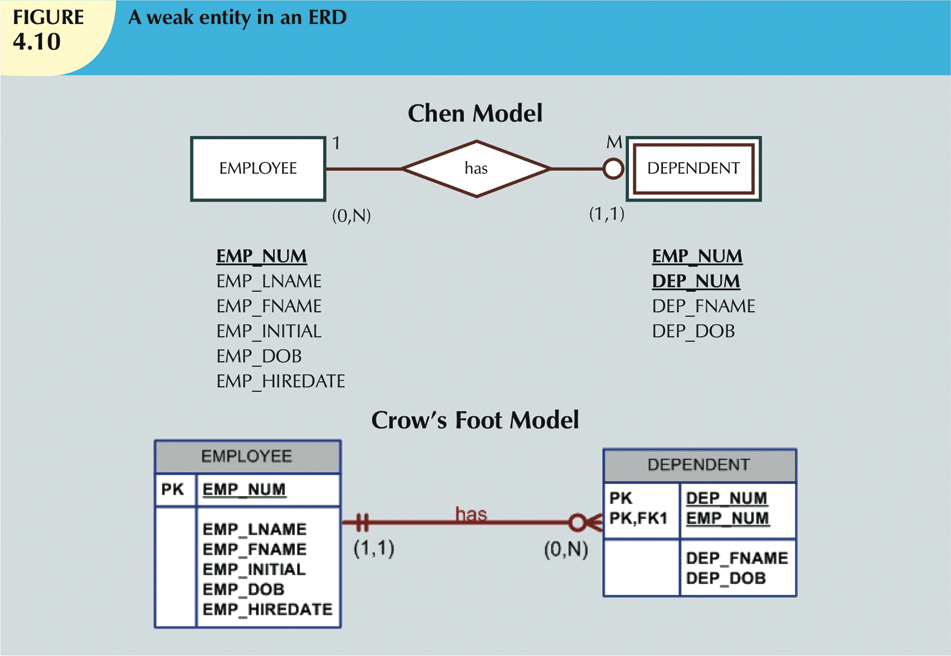 FIGURE
4.10
A weak entity in an ERD
Chen Model
EMPLOYEE
1
has
M
DEPENDENT
(0,N)
(1,1)
EMP_NUM
EMP_LNAME
EMP_FNAME
EMP_INITIAL
EMP_DOB
EMP_HIREDATE
EMP_NUM
DEP_NUM
DEP_FNAME
DEP_DOB
Crow's Foot Model
EMPLOYEE
PK EMP_NUM
EMP_LNAME
EMP_FNAME
EMP_INITIAL
EMP_DOB
EMP_HIREDATE
has
(1,1)
(0,N)
DEPENDENT
PK DEP_NUM
PK,FK1 EMP_NUM
DEP_FNAME
DEP_DOB